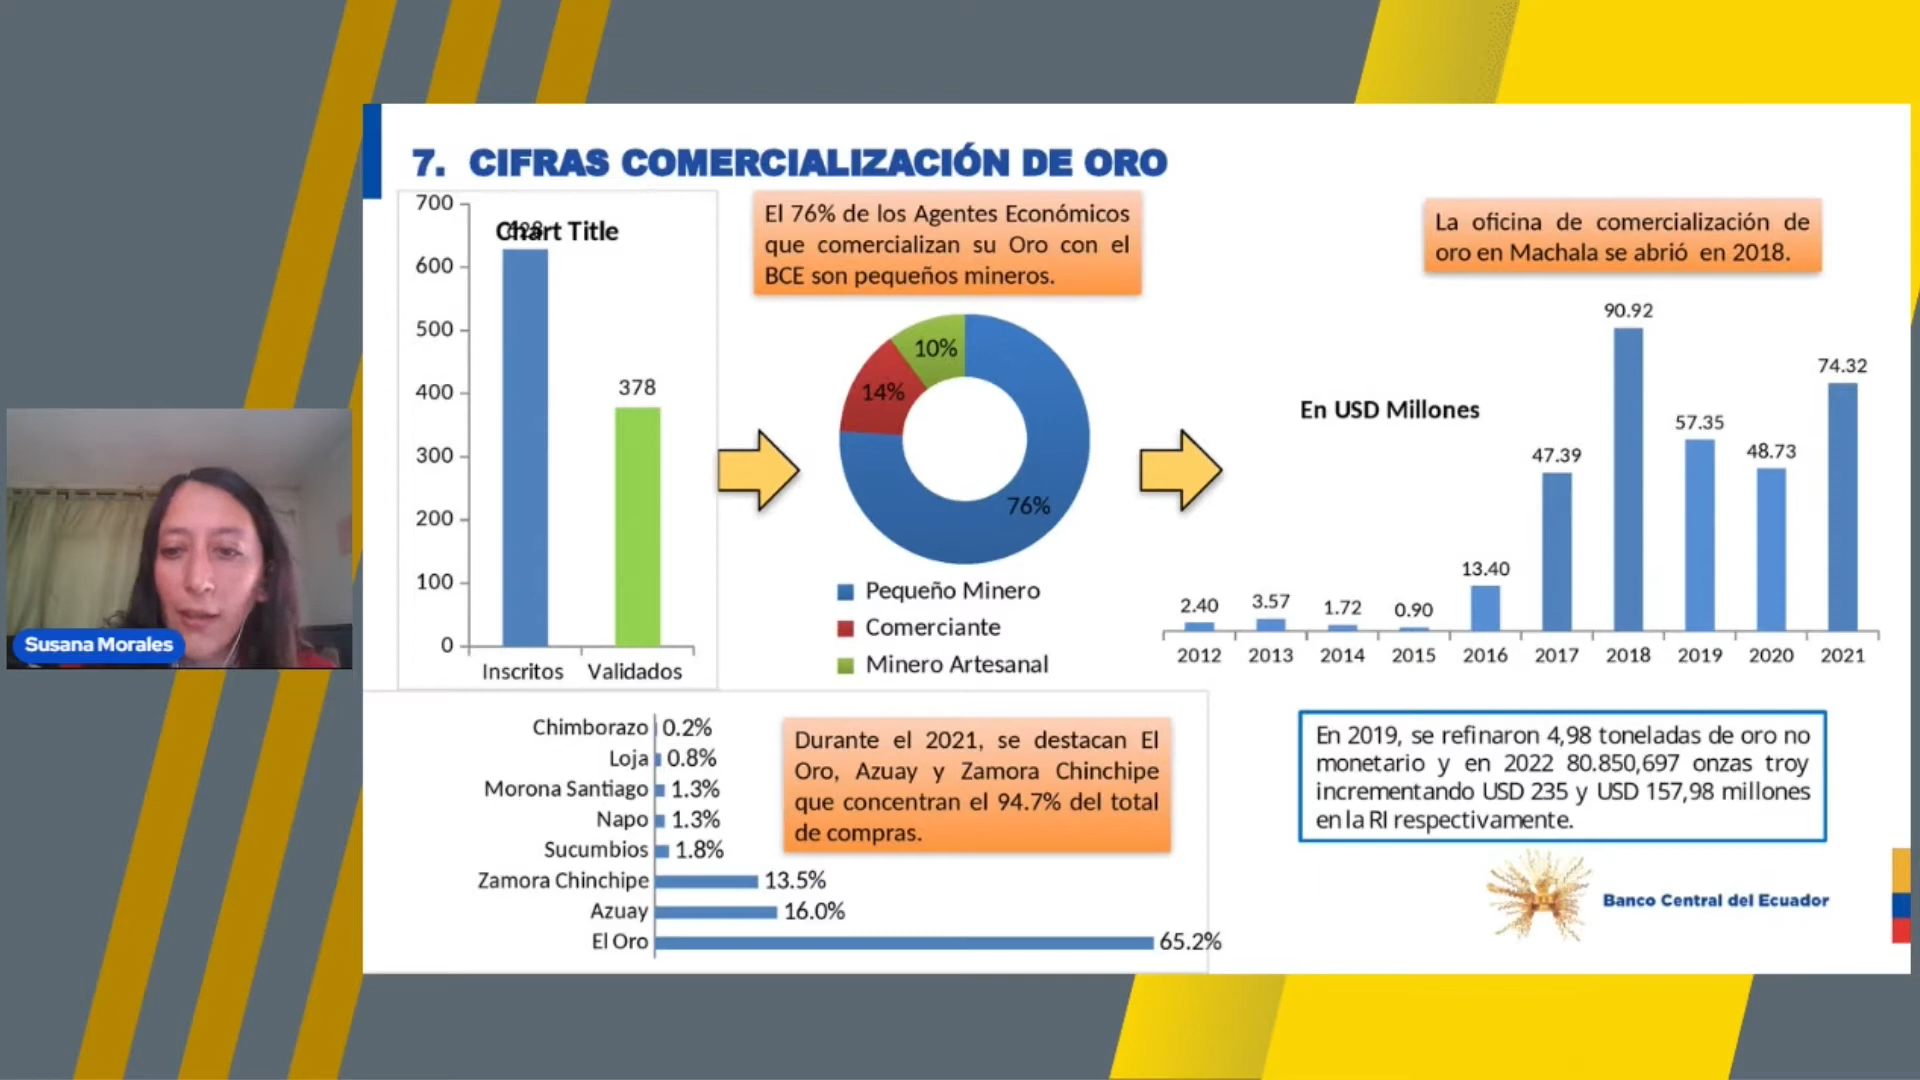 7. CIFRAS COMERCIALIZACIÓN DE ORO
700
600
500
400
300
200
100
0
Chart Title
628
378
Inscritos
Validados
El 76% de los Agentes Económicos
que comercializan su Oro con el
BCE son pequeños mineros.
10%
14%
76%
Pequeño Minero
Comerciante
Minero Artesanal
La oficina de comercialización de
oro en Machala se abrió en 2018.
En USD Millones
2.40
3.57
1.72
0.90
13.40
47.39
90.92
57.35
48.73
74.32
2012
2013
2014
2015
2016
2017
2018
2019
2020
2021
Susana Morales
Chimborazo 0.2%
Loja 0.8%
Morona Santiago 1.3%
Napo 1.3%
Sucumbios 1.8%
Zamora Chinchipe 13.5%
Azuay 16.0%
El Oro 65.2%
Durante el 2021, se destacan El
Oro, Azuay y Zamora Chinchipe
que concentran el 94.7% del total
de compras.
En 2019, se refinaron 4,98 toneladas de oro no
monetario y en 2022 80.850,697 onzas troy
incrementando USD 235 y USD 157,98 millones
en la RI respectivamente.
Banco Central del Ecuador